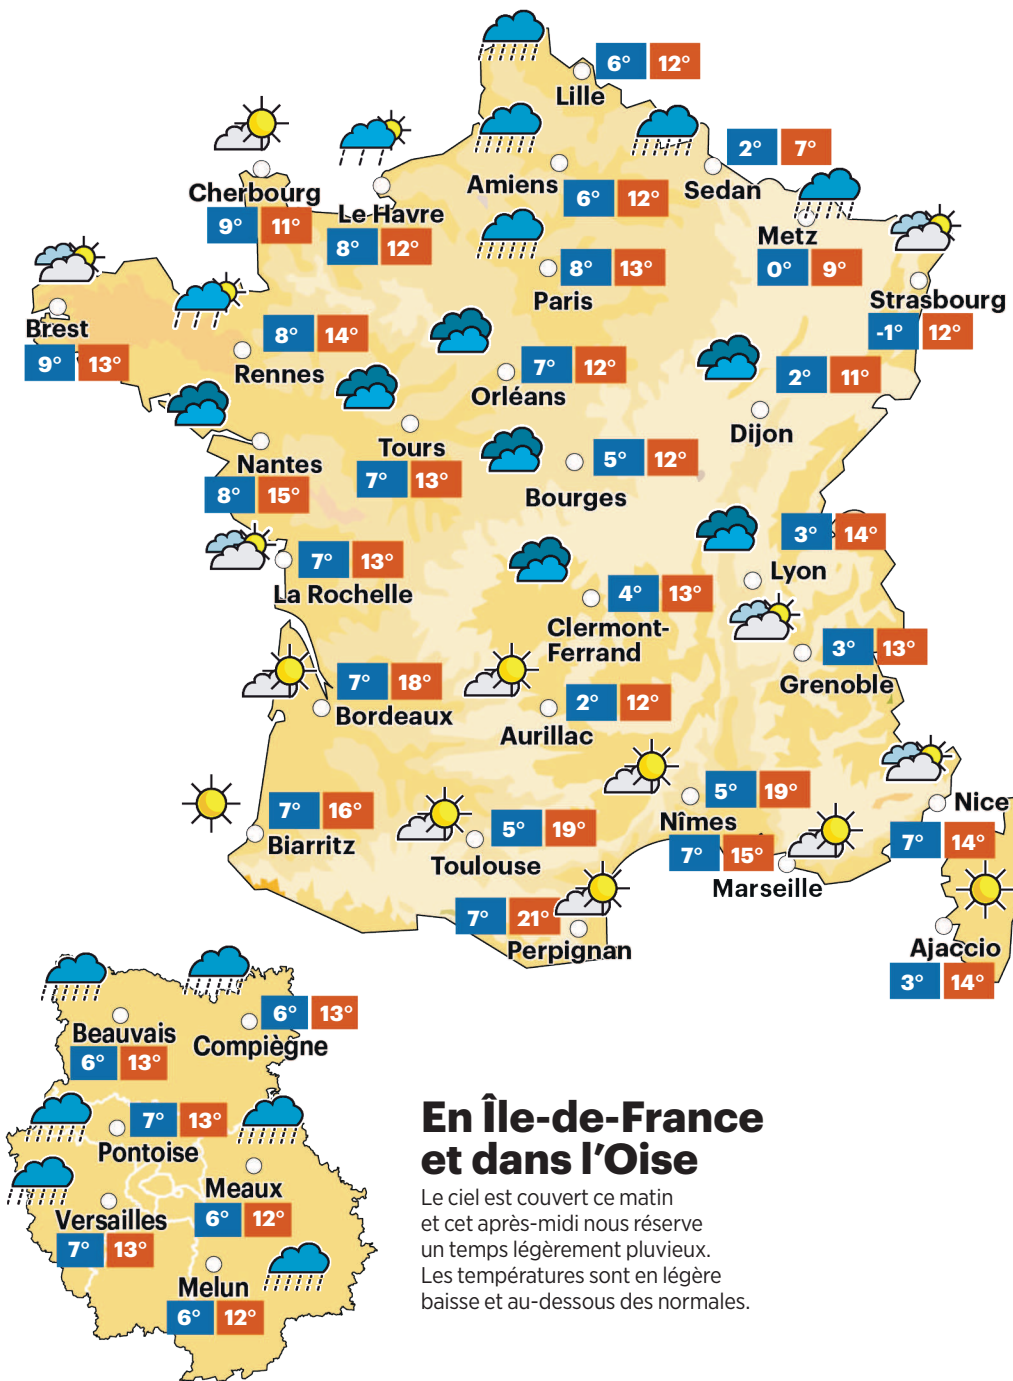 6° 12°
Lille
2° 7°
Sedan
Amiens
6° 12°
Cherbourg
9° 11°
Le Havre
8° 12°
Metz
0° 9°
8° 13°
Paris
Strasbourg
-1° 12°
Brest
9° 13°
8° 14°
Rennes
7° 12°
Orléans
2° 11°
Dijon
Tours
7° 13°
Nantes
8° 15°
5° 12°
Bourges
3° 14°
Lyon
7° 13°
La Rochelle
4° 13°
Clermont-
Ferrand
3° 13°
Grenoble
7° 18°
Bordeaux
2° 12°
Aurillac
5° 19°
Nîmes
Nice
7° 14°
7° 16°
Biarritz
5° 19°
Toulouse
7° 15°
Marseille
7° 21°
Perpignan
Ajaccio
3° 14°
Beauvais
6° 13°
6° 13°
Compiègne
7° 13°
Pontoise
Meaux
6° 12°
Versailles
7° 13°
Melun
6° 12°
En Île-de-France
et dans l'Oise
Le ciel est couvert ce matin
et cet après-midi nous réserve
un temps légèrement pluvieux.
Les températures sont en légère
baisse et au-dessous des normales.